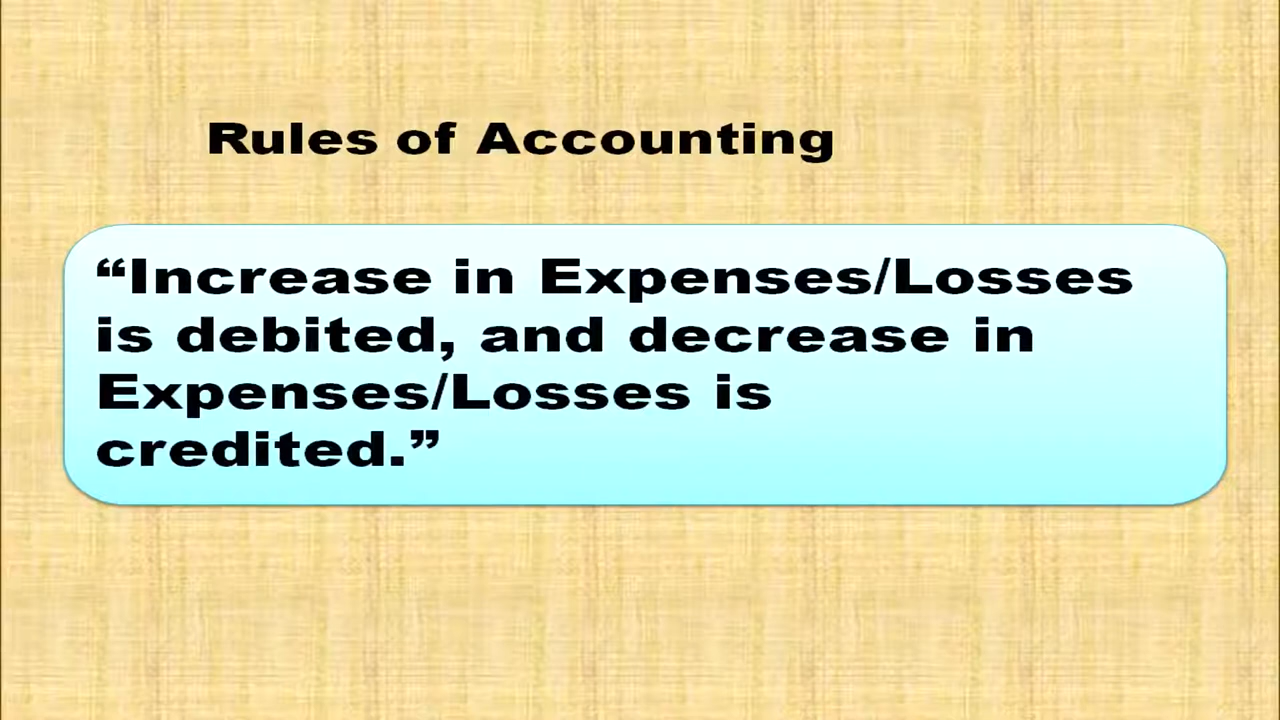 Rules of Accounting
“Increase in Expenses/Losses
is debited, and decrease in
Expenses/Losses is
credited.”